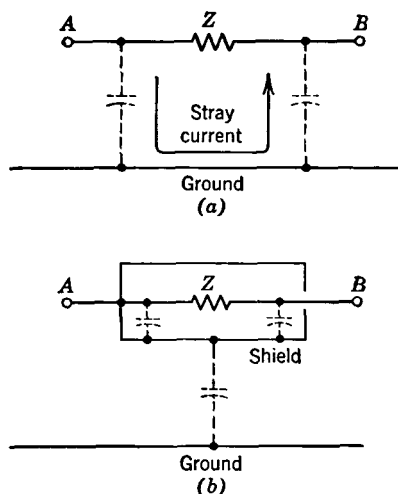 A Z B
Stray
current
Ground
(a)
A Z B
Shield
Ground
(b)